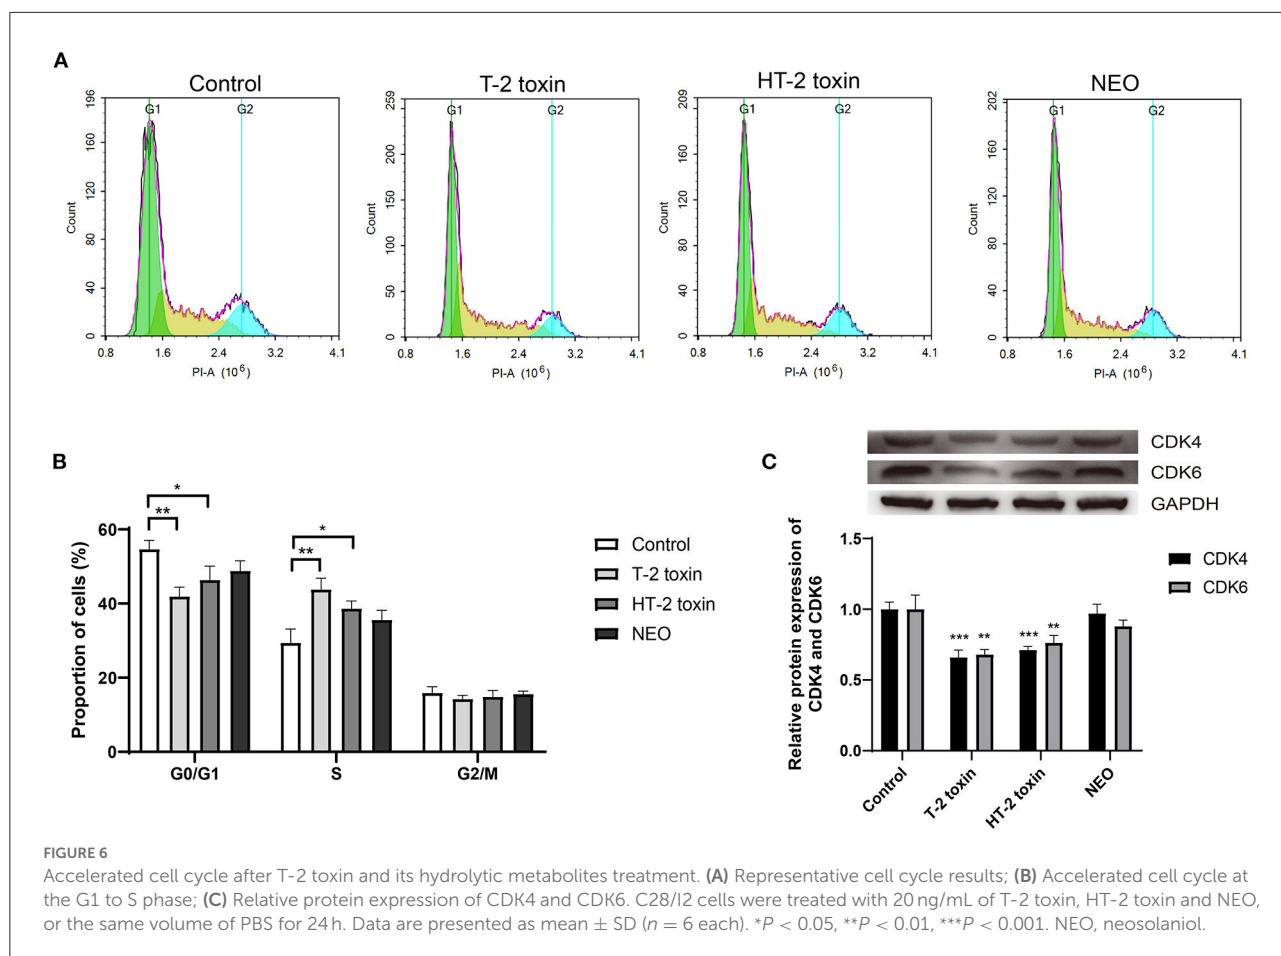 A
Control
T-2 toxin
HT-2 toxin
NEO
196
G1
G2
160
120
80
40
0
Count
0.8 1.6 2.4 3.2 4.1
PI-A (10^6)
259
G1
G2
200
150
100
50
0
Count
0.8 1.6 2.4 3.2 4.1
PI-A (10^6)
209
G1
G2
160
120
80
40
0
Count
0.8 1.6 2.4 3.2 4.1
PI-A (10^6)
202
G1
G2
160
120
80
40
0
Count
0.8 1.6 2.4 3.2 4.1
PI-A (10^6)
B
Proportion of cells (%)
60
40
20
0
*
**
*
**
G0/G1 S G2/M
Control
T-2 toxin
HT-2 toxin
NEO
C
CDK4
CDK6
GAPDH
Relative protein expression of
CDK4 and CDK6
1.5
1.0
0.5
0.0
*** **
*** **
Control T-2 toxin HT-2 toxin NEO
CDK4
CDK6
FIGURE 6
Accelerated cell cycle after T-2 toxin and its hydrolytic metabolites treatment. (A) Representative cell cycle results; (B) Accelerated cell cycle at
the G1 to S phase; (C) Relative protein expression of CDK4 and CDK6. C28/I2 cells were treated with 20 ng/mL of T-2 toxin, HT-2 toxin and NEO,
or the same volume of PBS for 24 h. Data are presented as mean ± SD (n = 6 each). *P < 0.05, **P < 0.01, ***P < 0.001. NEO, neosolaniol.